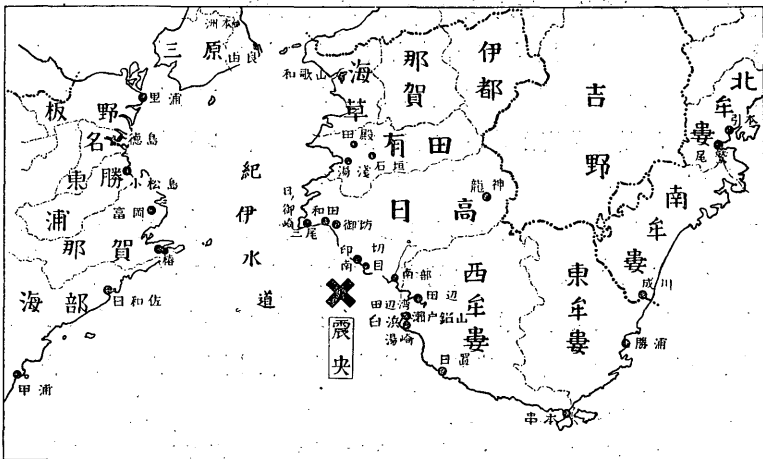 洲本
三原
由良
和歌山
海草
那賀
伊都
吉野
北牟婁
引本
尾鷲
板野
里浦
名東
徳島
勝浦
小松島
富岡
那賀
椿
海部
日和佐
甲浦
紀伊水道
田殿
有田
湯浅
石垣
日御崎
三尾
和田
御坊
日高
龍神
印南
切目
南部
田辺
田辺湾
白浜
湯崎
瀬戸鉛山
西牟婁
東牟婁
南牟婁
成川
勝浦
日置
串本
震央